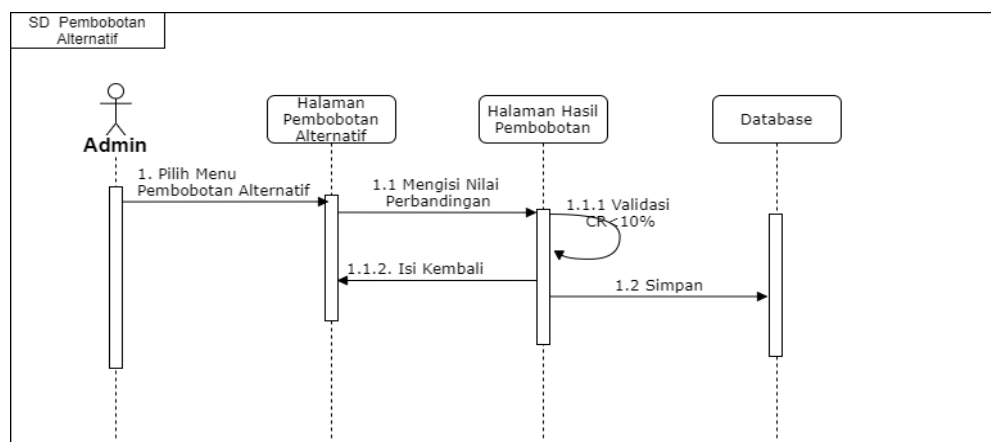 SD Pembobotan
Alternatif
Halaman
Pembobotan
Alternatif
Halaman Hasil
Pembobotan
Database
Admin
1. Pilih Menu
Pembobotan Alternatif
1.1 Mengisi Nilai
Perbandingan
1.1.1 Validasi
CR<10%
1.1.2. Isi Kembali
1.2 Simpan